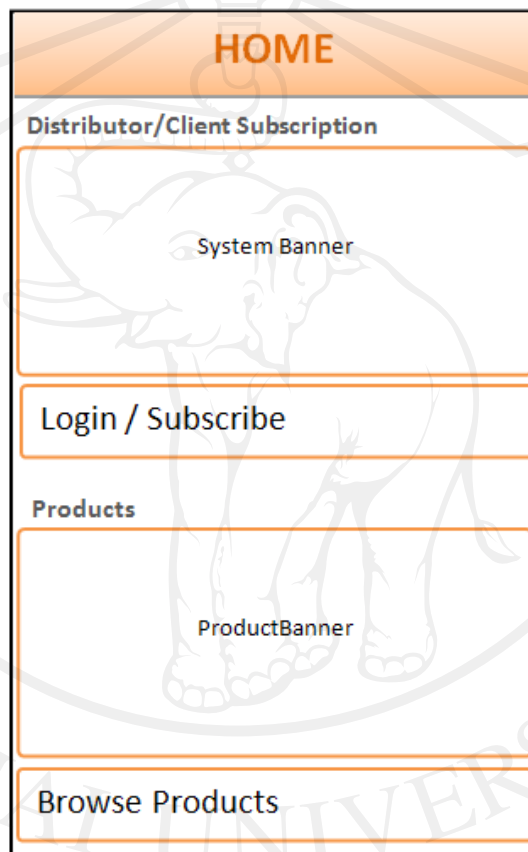 HOME
Distributor/Client Subscription
System Banner
Login / Subscribe
Products
ProductBanner
Browse Products